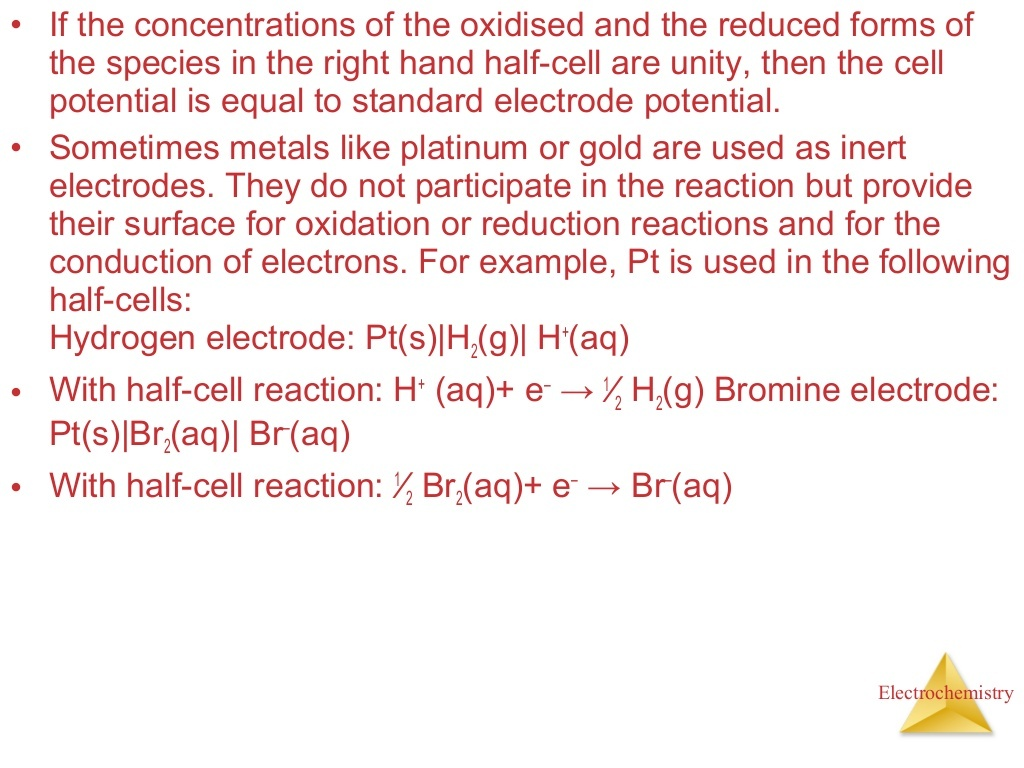 • If the concentrations of the oxidised and the reduced forms of
the species in the right hand half-cell are unity, then the cell
potential is equal to standard electrode potential.
• Sometimes metals like platinum or gold are used as inert
electrodes. They do not participate in the reaction but provide
their surface for oxidation or reduction reactions and for the
conduction of electrons. For example, Pt is used in the following
half-cells:
Hydrogen electrode: Pt(s)|H₂(g)| H⁺(aq)
• With half-cell reaction: H⁺ (aq)+ e⁻ → ½ H₂(g) Bromine electrode:
Pt(s)|Br₂(aq)| Br⁻(aq)
• With half-cell reaction: ½ Br₂(aq)+ e⁻ → Br⁻(aq)
Electrochemistry